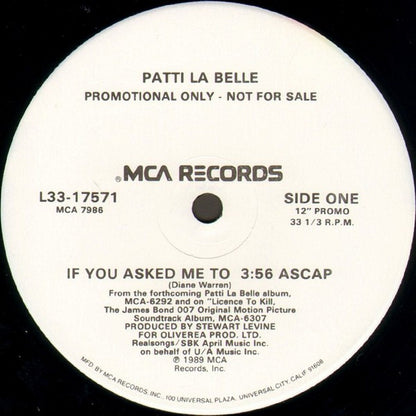 PATTI LA BELLE
PROMOTIONAL ONLY - NOT FOR SALE
®MCA RECORDS
L33-17571
MCA 7986
SIDE ONE
12" PROMO
33 1/3 R.P.M.
IF YOU ASKED ME TO 3:56 ASCAP
(Diane Warren)
From the forthcoming Patti La Belle album,
MCA-6292 and on "Licence To Kill,
The James Bond 007 Original Motion Picture
Soundtrack Album, MCA-6307
PRODUCED BY STEWART LEVINE
FOR OLIVEREA PROD. LTD.
Realsongs/SBK April Music Inc.
on behalf of U/A Music Inc.
℗ 1989 MCA
Records, Inc.
MFD. BY MCA RECORDS, INC., 100 UNIVERSAL PLAZA, UNIVERSAL CITY, CALIF 91608